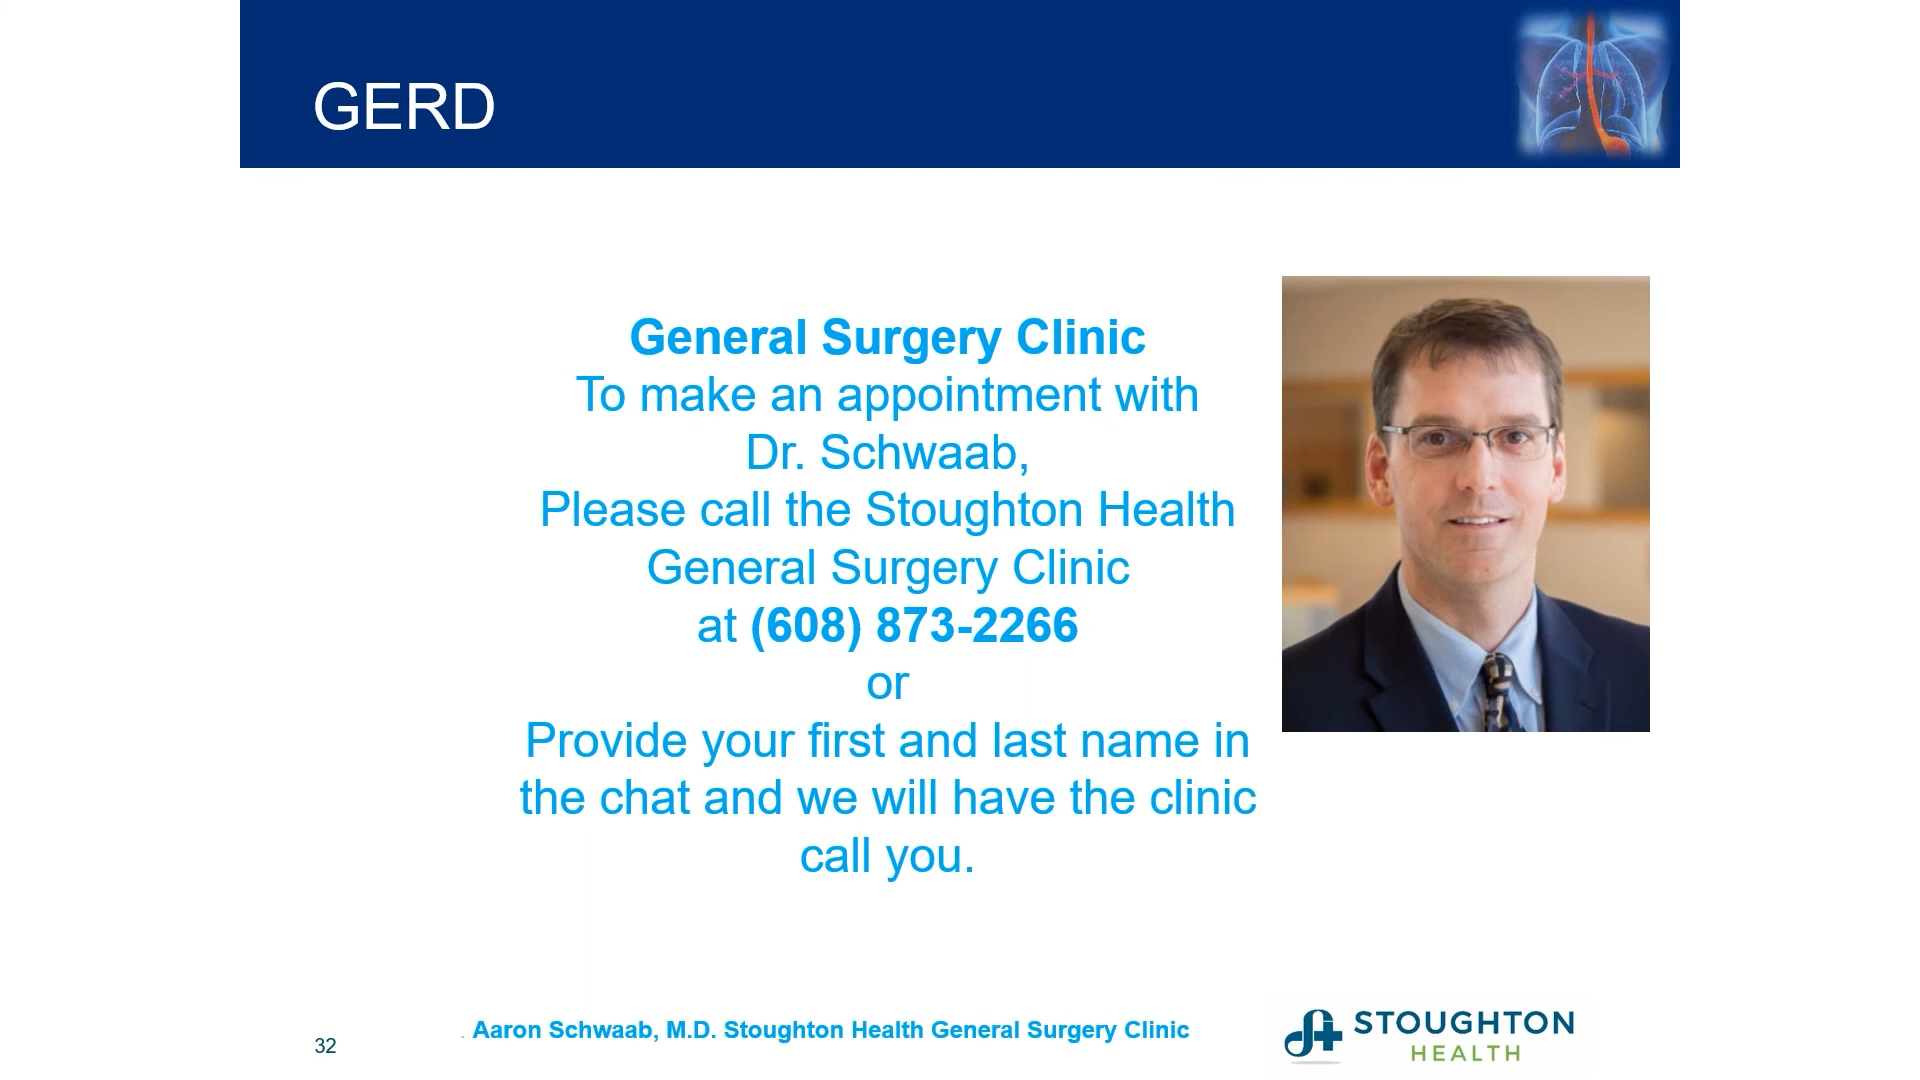 GERD
General Surgery Clinic
To make an appointment with
Dr. Schwaab,
Please call the Stoughton Health
General Surgery Clinic
at (608) 873-2266
or
Provide your first and last name in
the chat and we will have the clinic
call you.
32
. Aaron Schwaab, M.D. Stoughton Health General Surgery Clinic
STOUGHTON
HEALTH